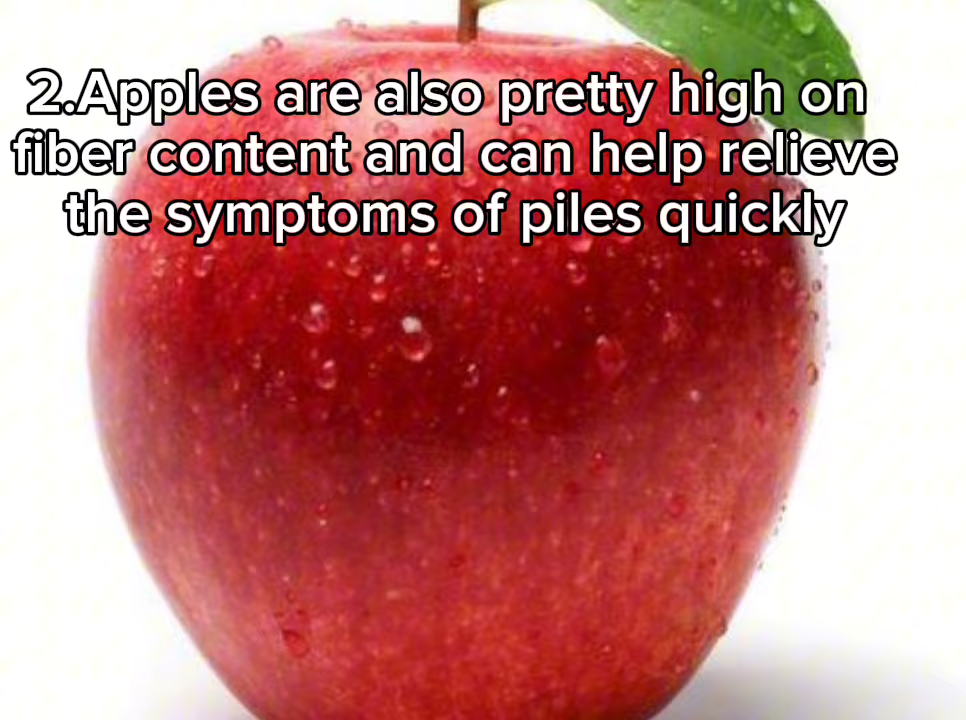 2.Apples are also pretty high on
fiber content and can help relieve
the symptoms of piles quickly